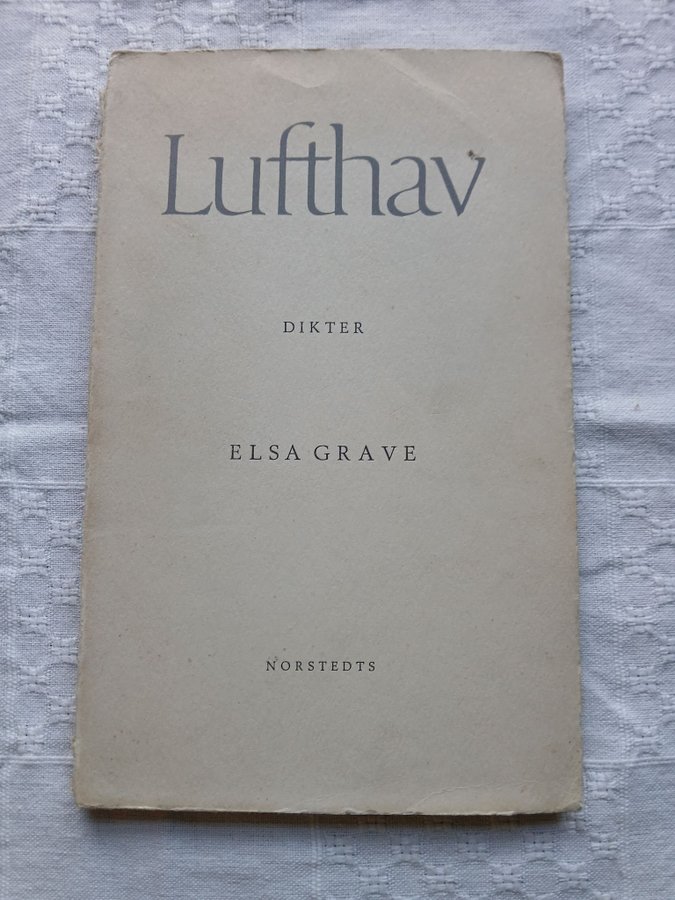 Lufthav
DIKTER
ELSA GRAVE
NORSTEDTS